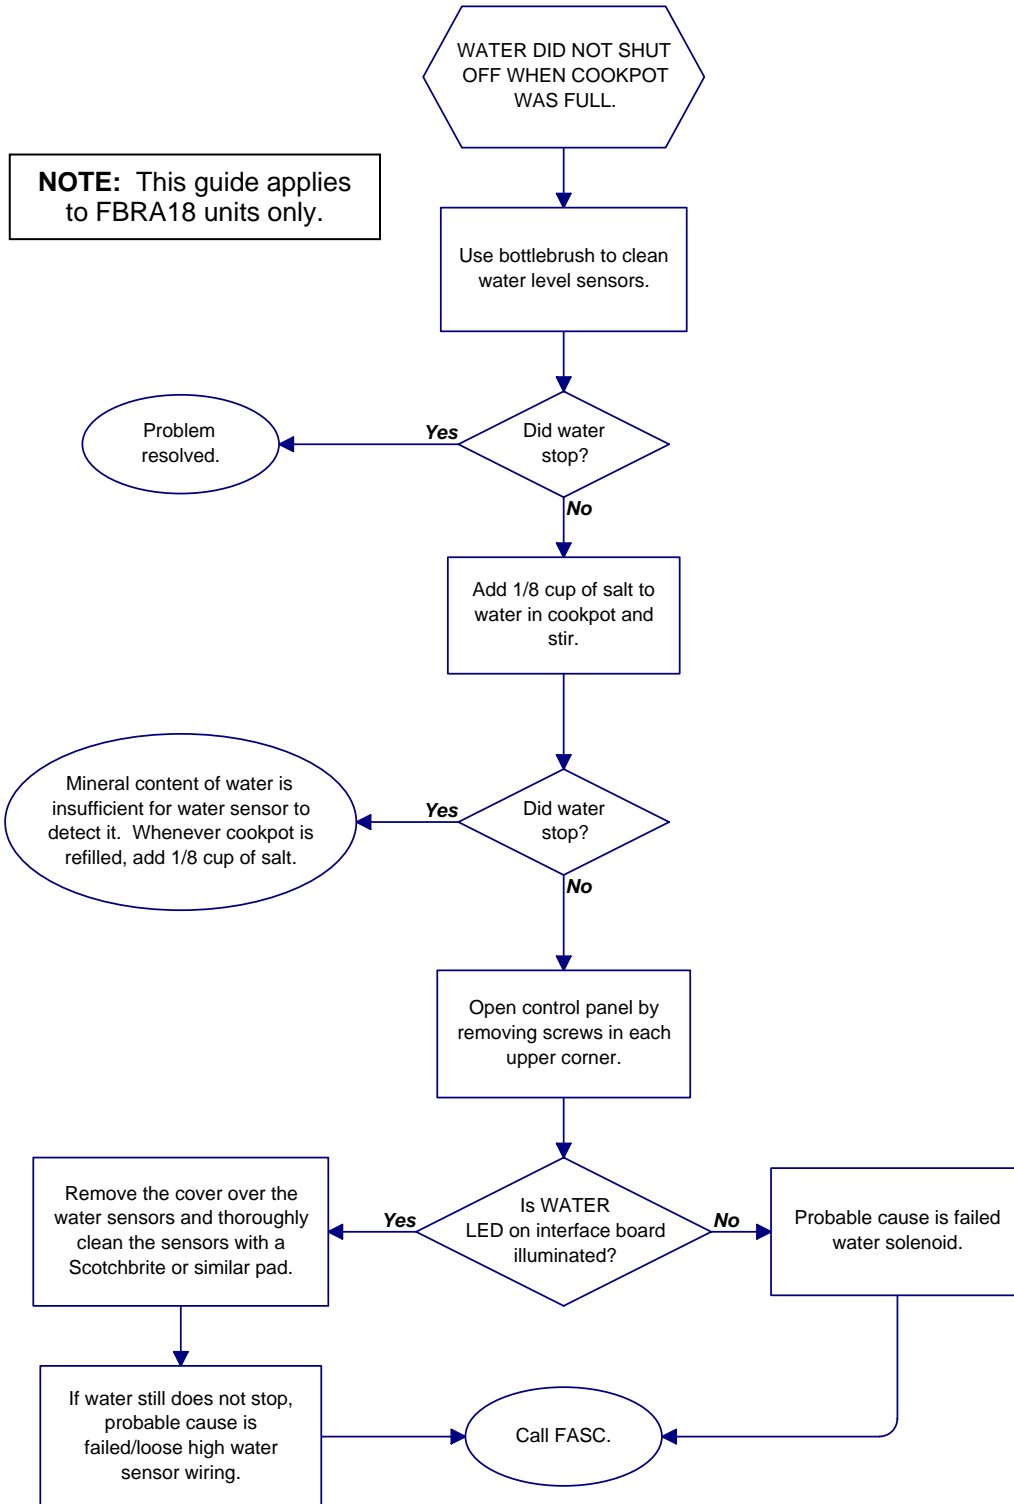 WATER DID NOT SHUT
OFF WHEN COOKPOT
WAS FULL.
NOTE:  This guide applies
to FBRA18 units only.
Use bottlebrush to clean
water level sensors.
Did water
stop?
Yes
Problem
resolved.
No
Add 1/8 cup of salt to
water in cookpot and
stir.
Did water
stop?
Yes
Mineral content of water is
insufficient for water sensor to
detect it.  Whenever cookpot is
refilled, add 1/8 cup of salt.
No
Open control panel by
removing screws in each
upper corner.
Is WATER
LED on interface board
illuminated?
Yes
Remove the cover over the
water sensors and thoroughly
clean the sensors with a
Scotchbrite or similar pad.
No
Probable cause is failed
water solenoid.
If water still does not stop,
probable cause is
failed/loose high water
sensor wiring.
Call FASC.